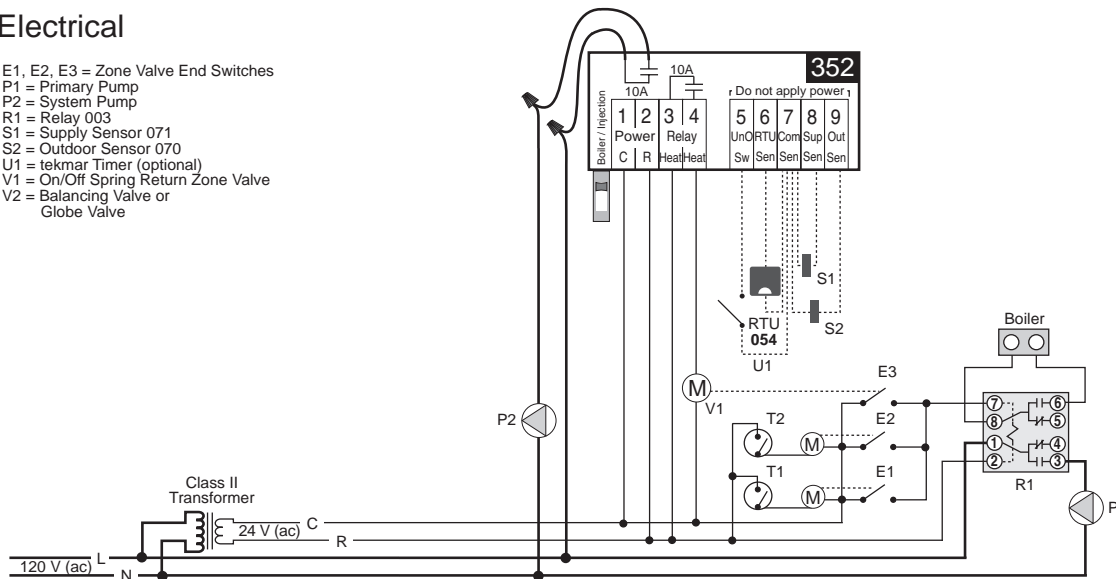 Electrical
E1, E2, E3 = Zone Valve End Switches
P1 = Primary Pump
P2 = System Pump
R1 = Relay 003
S1 = Supply Sensor 071
S2 = Outdoor Sensor 070
U1 = tekmar Timer (optional)
V1 = On/Off Spring Return Zone Valve
V2 = Balancing Valve or
Globe Valve
352
10A
10A
Do not apply power
Boiler / Injection
1 2 3 4 5 6 7 8 9
Power Relay UnO RTU Com Sup Out
C R Heat Heat Sw Sen Sen Sen Sen
S1
S2
RTU
054
U1
Boiler
M
V1
E3
P2
T2
M
E2
T1
M
E1
7
8
1
2
6
5
4
3
R1
P
Class II
Transformer
24 V (ac)
C
R
120 V (ac)
L
N